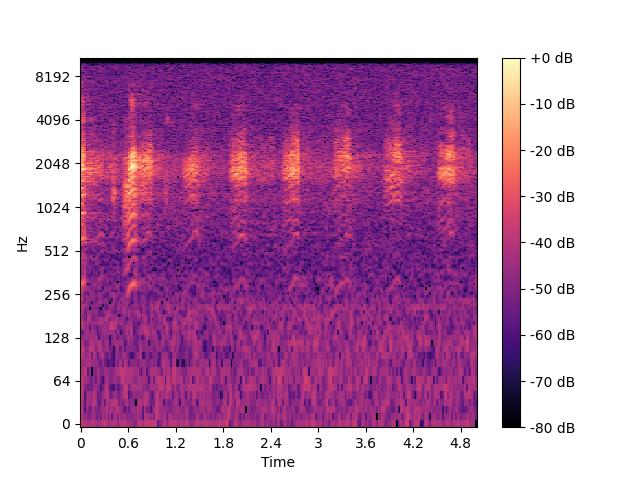 8192
4096
2048
1024
512
256
128
64
0
Hz
0 0.6 1.2 1.8 2.4 3 3.6 4.2 4.8
Time
+0 dB
-10 dB
-20 dB
-30 dB
-40 dB
-50 dB
-60 dB
-70 dB
-80 dB